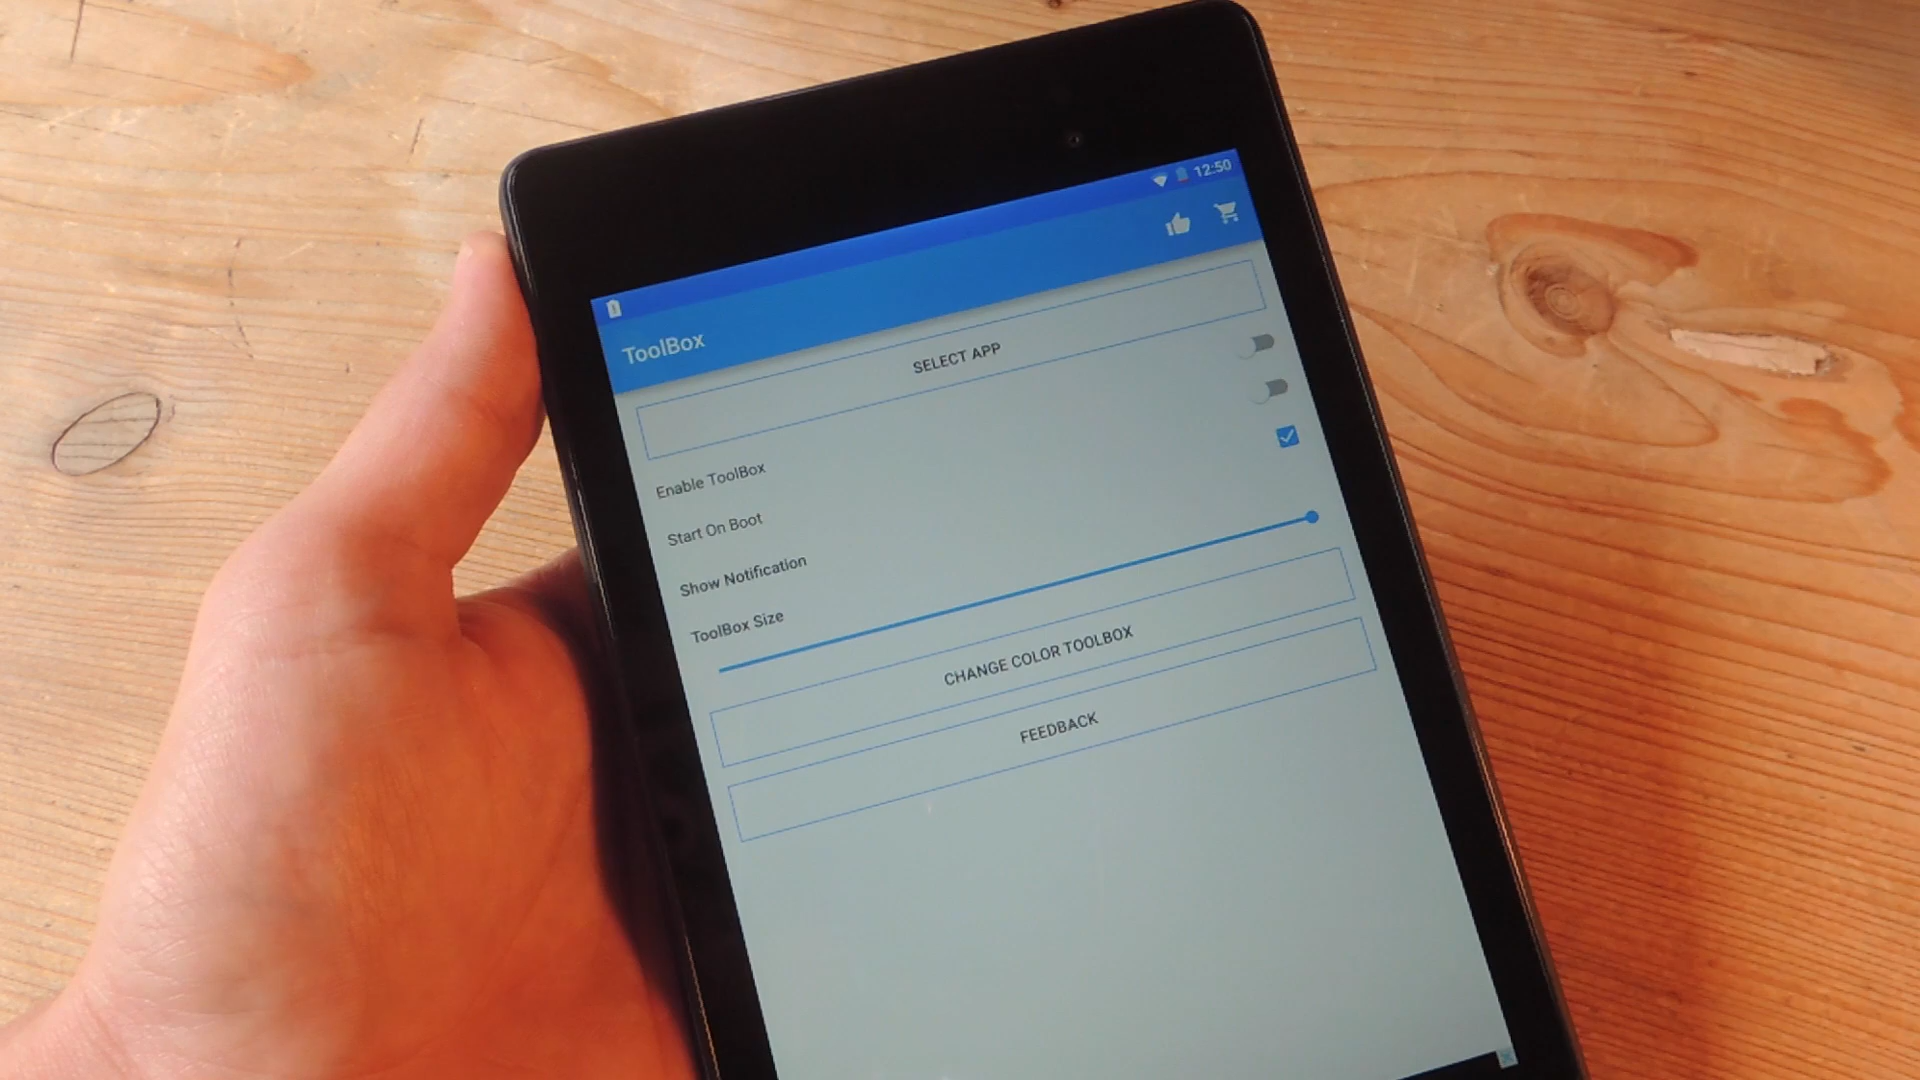 12:50
ToolBox
SELECT APP
Enable ToolBox
Start On Boot
Show Notification
ToolBox Size
CHANGE COLOR TOOLBOX
FEEDBACK